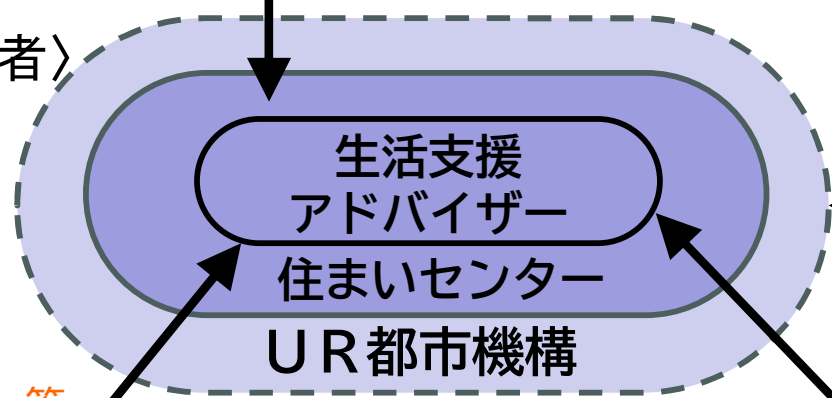 者〉
生活支援
アドバイザー
住まいセンター
ＵＲ都市機構